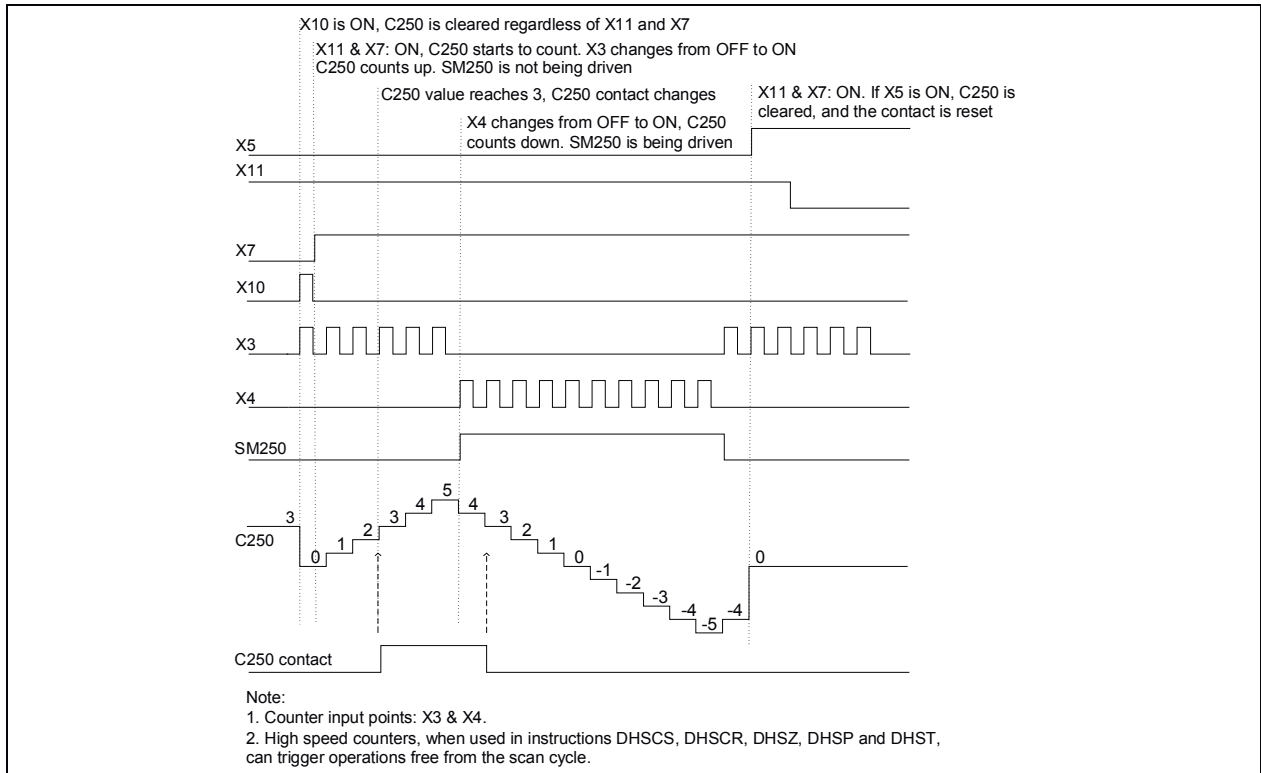 X10 is ON, C250 is cleared regardless of X11 and X7
X11 & X7: ON, C250 starts to count. X3 changes from OFF to ON
C250 counts up. SM250 is not being driven
C250 value reaches 3, C250 contact changes
X11 & X7: ON. If X5 is ON, C250 is
cleared, and the contact is reset
X4 changes from OFF to ON, C250
counts down. SM250 is being driven
X5
X11
X7
X10
X3
X4
SM250
C250
3
0
1
2
3
4
5
4
3
2
1
0
-1
-2
-3
-4
-5
-4
0
C250 contact
Note:
1. Counter input points: X3 & X4.
2. High speed counters, when used in instructions DHSCS, DHSCR, DHSZ, DHSP and DHST,
can trigger operations free from the scan cycle.